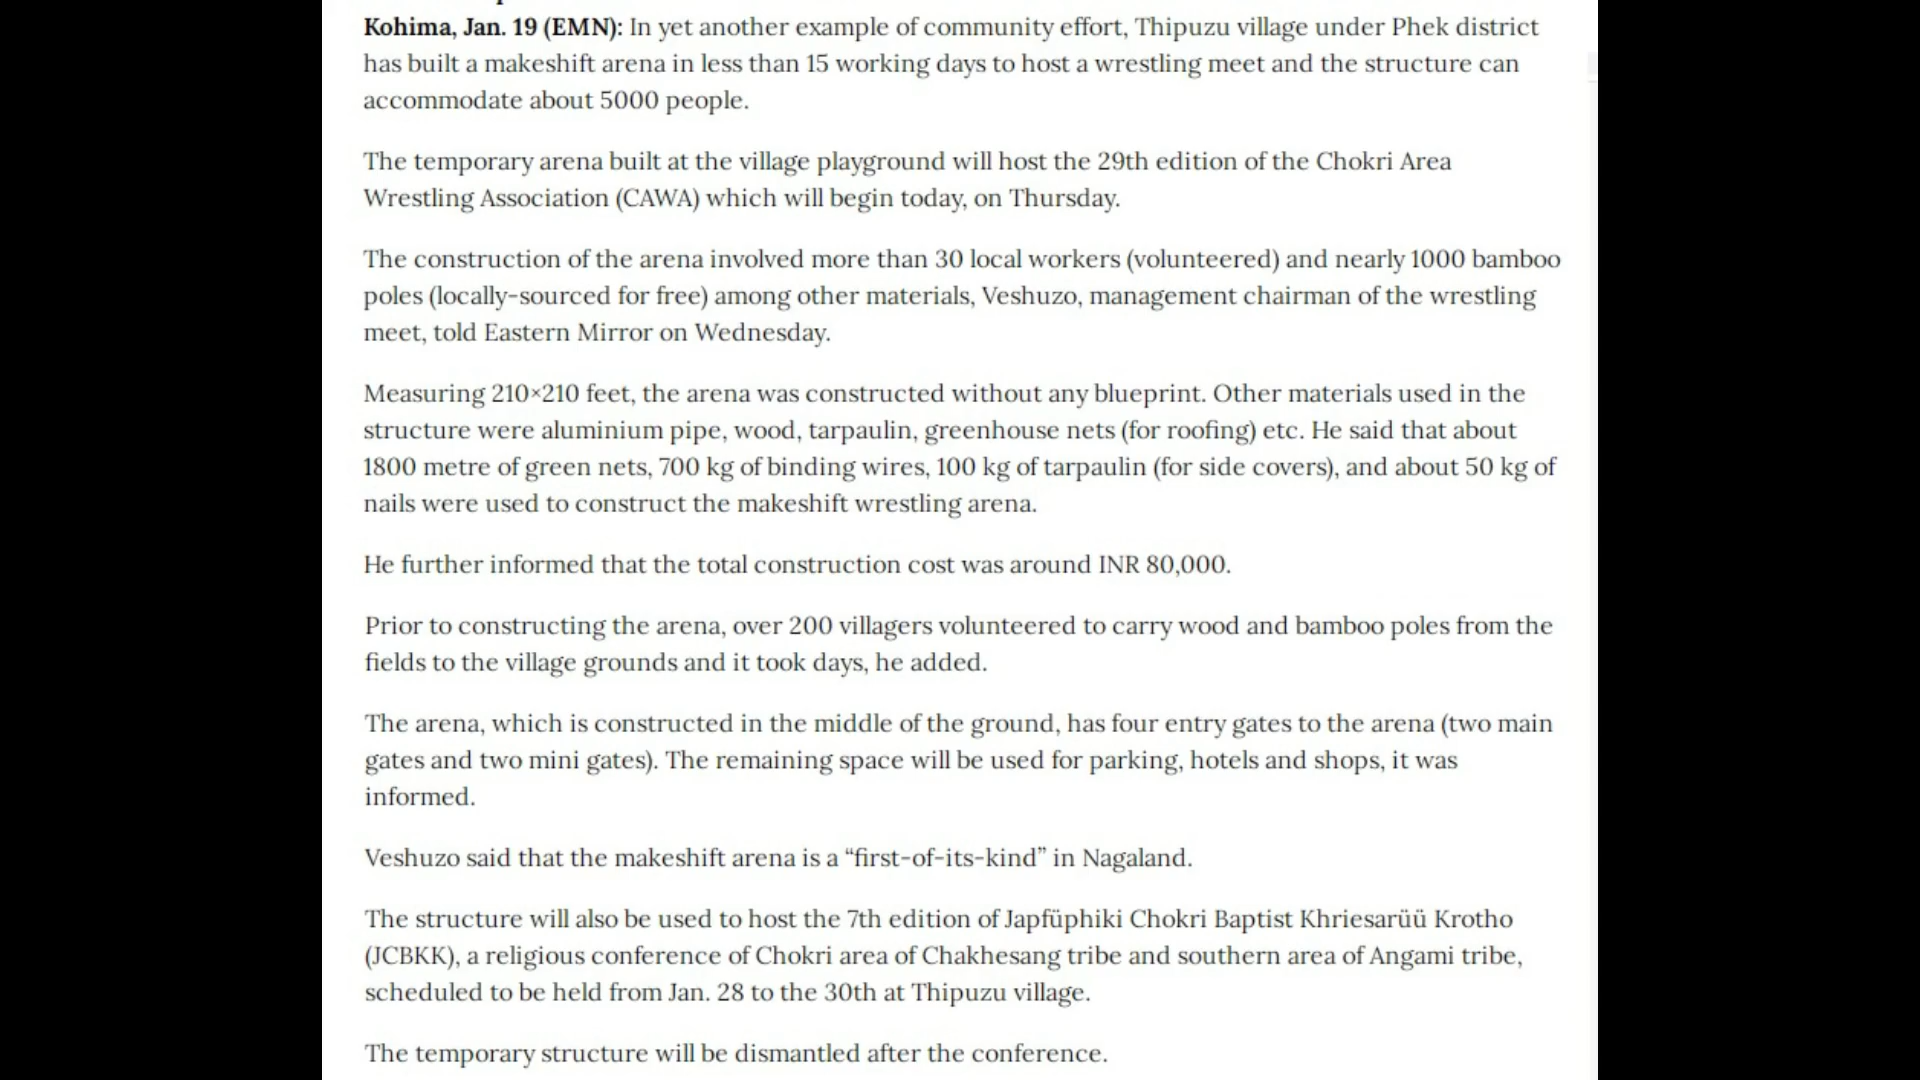 Kohima, Jan. 19 (EMN): In yet another example of community effort, Thipuzu village under Phek district
has built a makeshift arena in less than 15 working days to host a wrestling meet and the structure can
accommodate about 5000 people.
The temporary arena built at the village playground will host the 29th edition of the Chokri Area
Wrestling Association (CAWA) which will begin today, on Thursday.
The construction of the arena involved more than 30 local workers (volunteered) and nearly 1000 bamboo
poles (locally-sourced for free) among other materials, Veshuzo, management chairman of the wrestling
meet, told Eastern Mirror on Wednesday.
Measuring 210×210 feet, the arena was constructed without any blueprint. Other materials used in the
structure were aluminium pipe, wood, tarpaulin, greenhouse nets (for roofing) etc. He said that about
1800 metre of green nets, 700 kg of binding wires, 100 kg of tarpaulin (for side covers), and about 50 kg of
nails were used to construct the makeshift wrestling arena.
He further informed that the total construction cost was around INR 80,000.
Prior to constructing the arena, over 200 villagers volunteered to carry wood and bamboo poles from the
fields to the village grounds and it took days, he added.
The arena, which is constructed in the middle of the ground, has four entry gates to the arena (two main
gates and two mini gates). The remaining space will be used for parking, hotels and shops, it was
informed.
Veshuzo said that the makeshift arena is a “first-of-its-kind” in Nagaland.
The structure will also be used to host the 7th edition of Japfüphiki Chokri Baptist Khriesarüü Krotho
(JCBKK), a religious conference of Chokri area of Chakhesang tribe and southern area of Angami tribe,
scheduled to be held from Jan. 28 to the 30th at Thipuzu village.
The temporary structure will be dismantled after the conference.